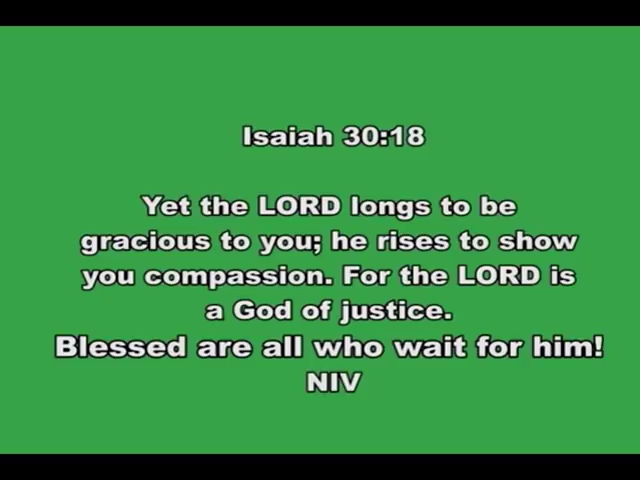 Isaiah 30:18
Yet the LORD longs to be
gracious to you; he rises to show
you compassion. For the LORD is
a God of justice.
Blessed are all who wait for him!
NIV